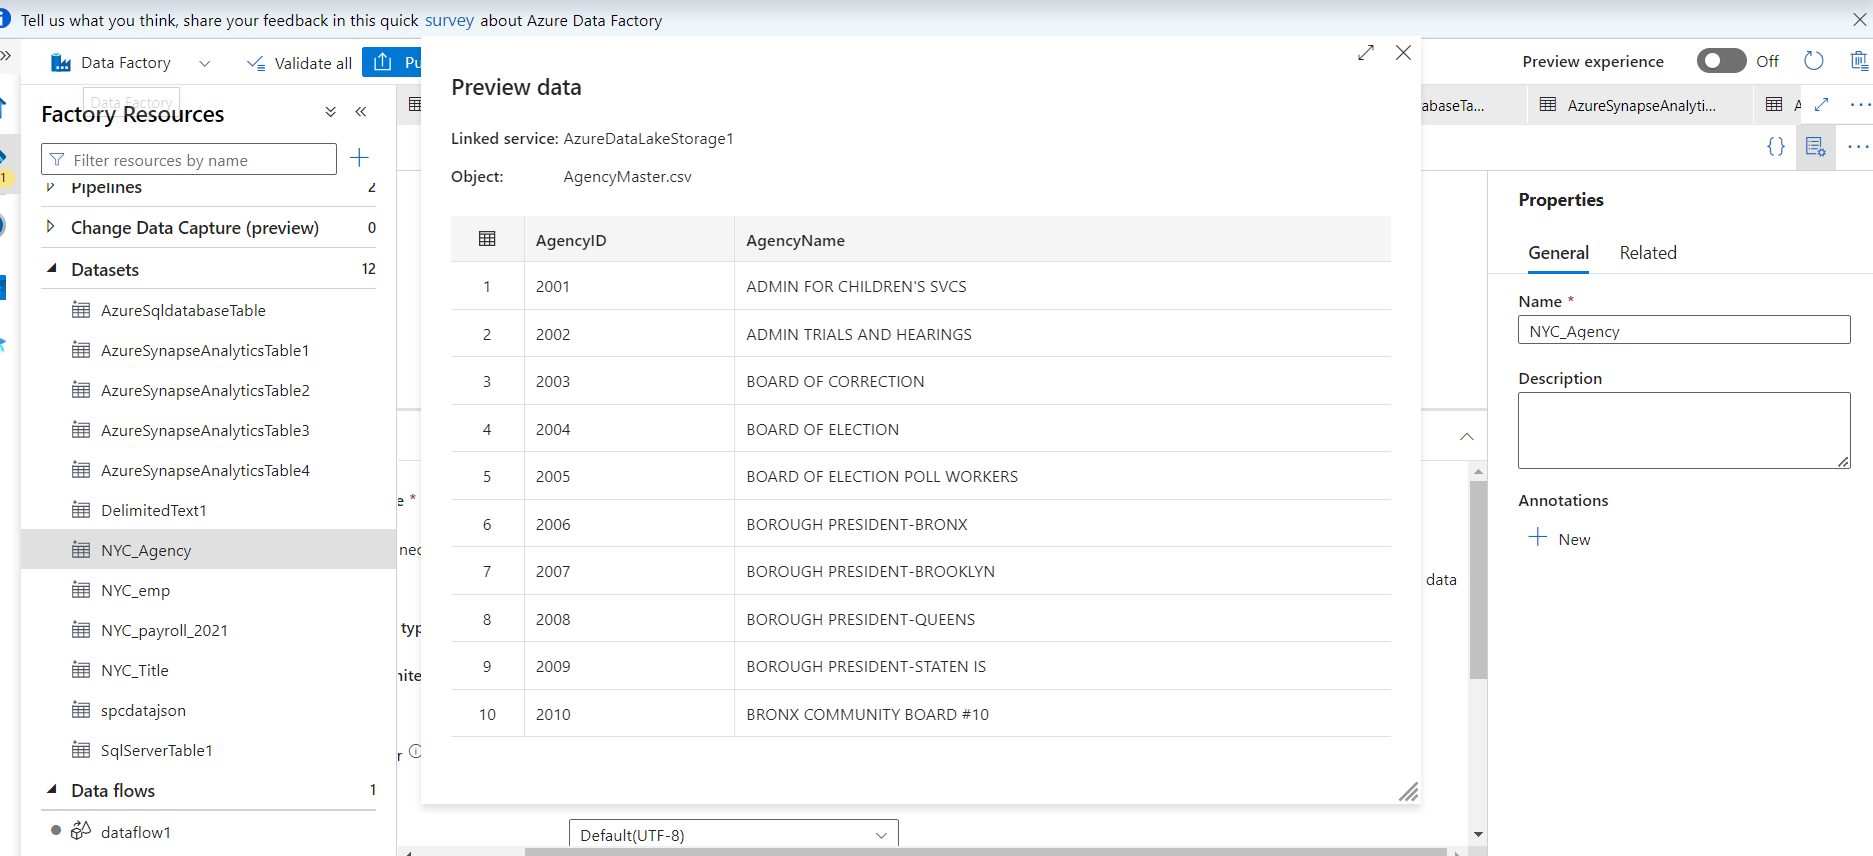 Tell us what you think, share your feedback in this quick survey about Azure Data Factory
Data Factory
Validate all
Pu
Preview experience
Off
Data Factory
Factory Resources
Filter resources by name
Pipelines 2
Change Data Capture (preview) 0
Datasets 12
AzureSqldatabaseTable
AzureSynapseAnalyticsTable1
AzureSynapseAnalyticsTable2
AzureSynapseAnalyticsTable3
AzureSynapseAnalyticsTable4
DelimitedText1
NYC_Agency
NYC_emp
NYC_payroll_2021
NYC_Title
spcdatajson
SqlServerTable1
Data flows 1
dataflow1
1
Preview data
Linked service: AzureDataLakeStorage1
Object: AgencyMaster.csv
AgencyID AgencyName
1 2001 ADMIN FOR CHILDREN'S SVCS
2 2002 ADMIN TRIALS AND HEARINGS
3 2003 BOARD OF CORRECTION
4 2004 BOARD OF ELECTION
5 2005 BOARD OF ELECTION POLL WORKERS
6 2006 BOROUGH PRESIDENT-BRONX
7 2007 BOROUGH PRESIDENT-BROOKLYN
8 2008 BOROUGH PRESIDENT-QUEENS
9 2009 BOROUGH PRESIDENT-STATEN IS
10 2010 BRONX COMMUNITY BOARD #10
e *
nec
typ
nite
r
data
Default(UTF-8)
abaseTa...
AzureSynapseAnalyti...
A
{}
Properties
General Related
Name *
NYC_Agency
Description
Annotations
New